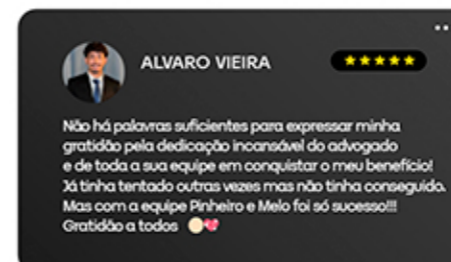 ALVARO VIEIRA
Não há palavras suficientes para expressar minha
gratidão pela dedicação incansável do advogado
e de toda a sua equipe em conquistar o meu benefício!
Já tinha tentado outras vezes mas não tinha conseguido.
Mas com a equipe Pinheiro e Melo foi só sucesso!!!
Gratidão a todos